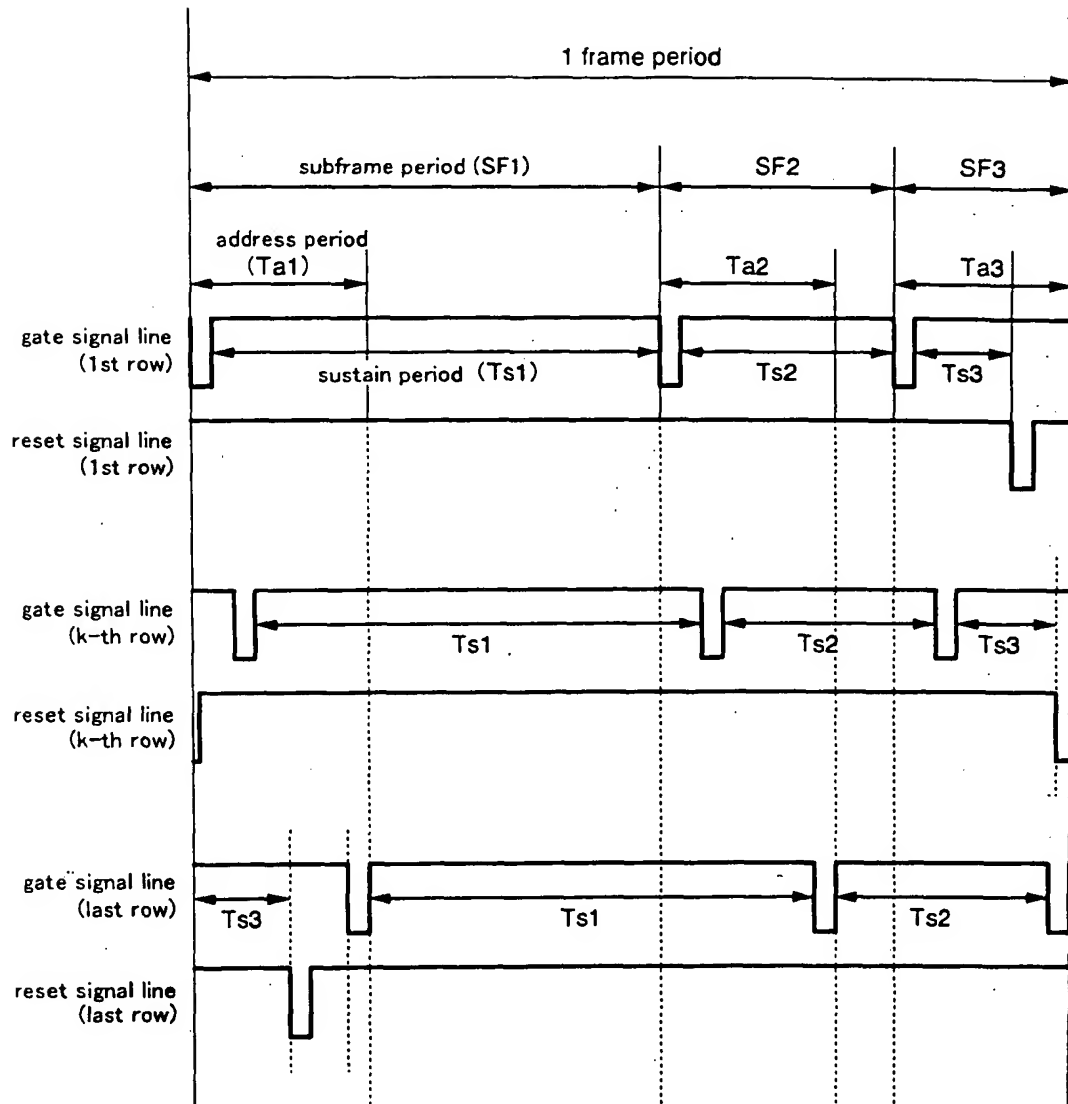 1 frame period
subframe period (SF1)
SF2
SF3
address period
(Ta1)
Ta2
Ta3
gate signal line
(1st row)
sustain period (Ts1)
Ts2
Ts3
reset signal line
(1st row)
gate signal line
(k-th row)
Ts1
Ts2
Ts3
reset signal line
(k-th row)
gate signal line
(last row)
Ts3
Ts1
Ts2
reset signal line
(last row)